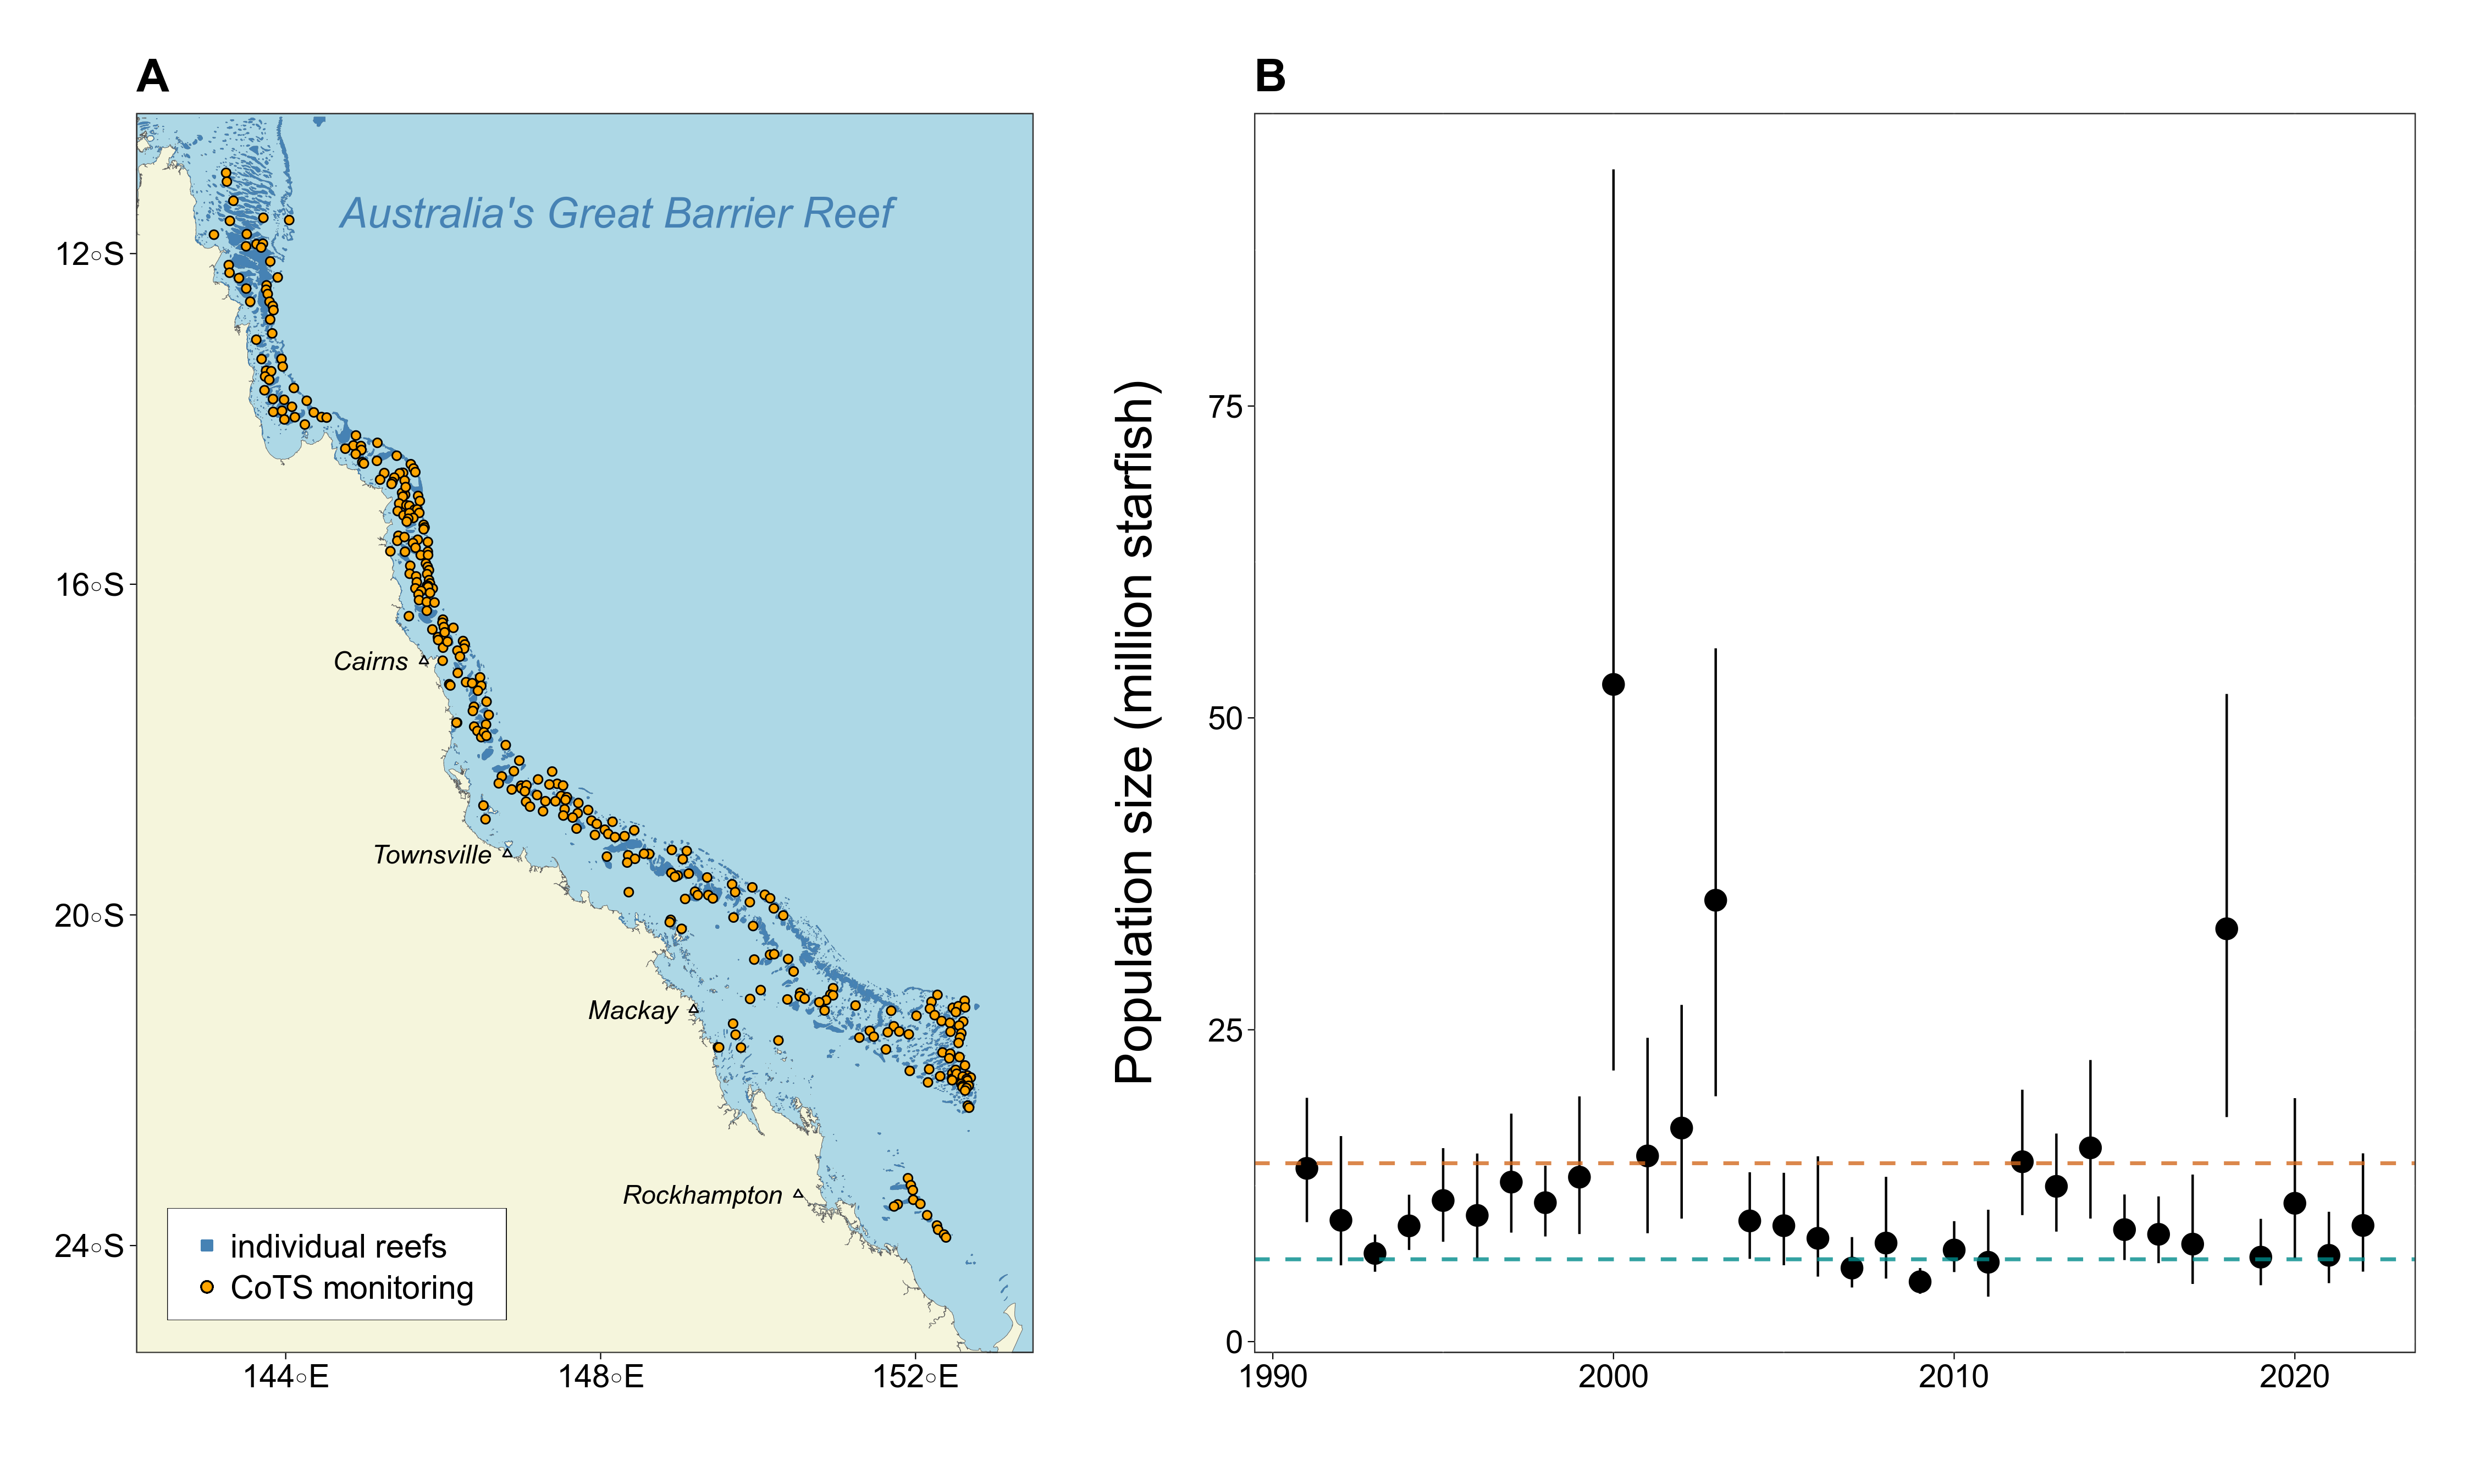 A
Australia's Great Barrier Reef
12◦S
16◦S
20◦S
24◦S
Cairns
Townsville
Mackay
Rockhampton
individual reefs
CoTS monitoring
144◦E
148◦E
152◦E
B
Population size (million starfish)
75
50
25
0
1990
2000
2010
2020